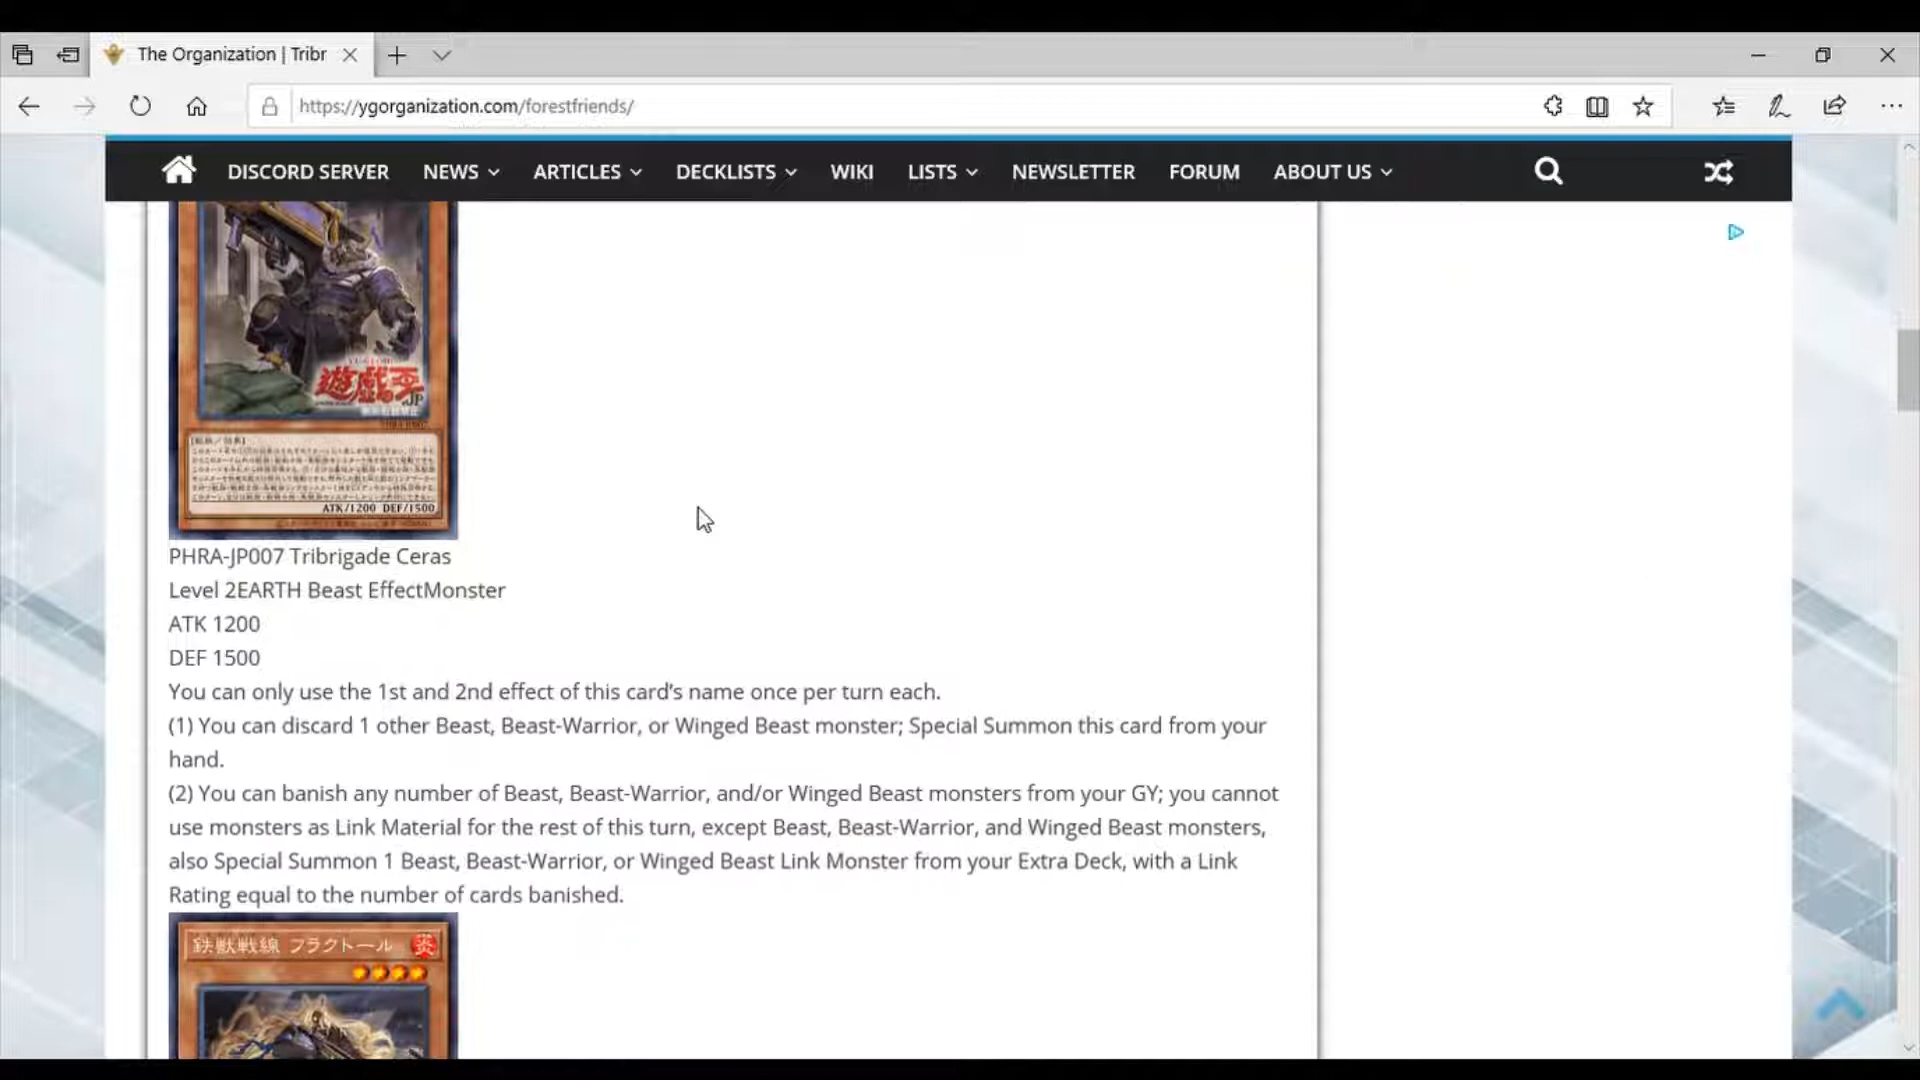 The Organization | Tribr
https://ygorganization.com/forestfriends/
DISCORD SERVER NEWS ARTICLES DECKLISTS WIKI LISTS NEWSLETTER FORUM ABOUT US
遊戯王
.JP
ATK/1200 DEF/1500
PHRA-JP007 Tribrigade Ceras
Level 2EARTH Beast EffectMonster
ATK 1200
DEF 1500
You can only use the 1st and 2nd effect of this card’s name once per turn each.
(1) You can discard 1 other Beast, Beast-Warrior, or Winged Beast monster; Special Summon this card from your
hand.
(2) You can banish any number of Beast, Beast-Warrior, and/or Winged Beast monsters from your GY; you cannot
use monsters as Link Material for the rest of this turn, except Beast, Beast-Warrior, and Winged Beast monsters,
also Special Summon 1 Beast, Beast-Warrior, or Winged Beast Link Monster from your Extra Deck, with a Link
Rating equal to the number of cards banished.
鉄獣戦線 フラクトール 炎